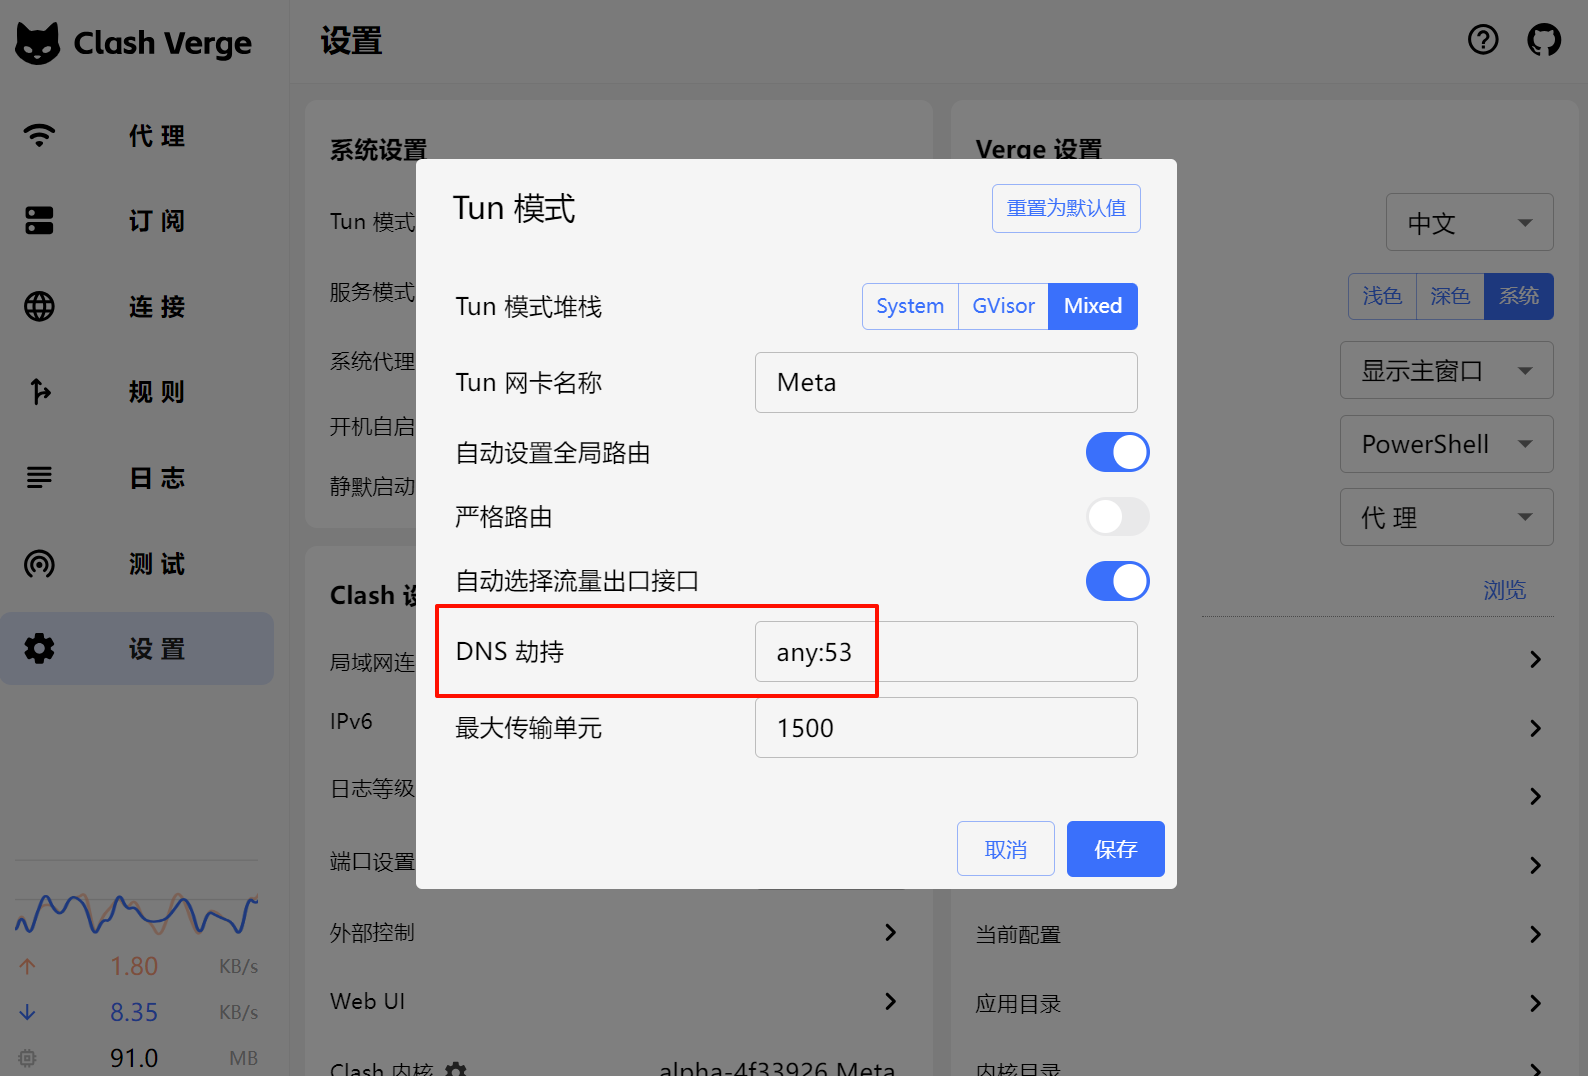 Clash Verge
代 理
订 阅
连 接
规 则
日 志
测 试
设 置
1.80 KB/s
8.35 KB/s
91.0 MB
设置
系统设置
Tun 模式
服务模式
系统代理
开机自启
静默启动
Clash 设
局域网连
IPv6
日志等级
端口设置
外部控制
Web UI
Clash 内核 alpha-4f33926 Meta
Verge 设置
中文
浅色 深色 系统
显示主窗口
PowerShell
代 理
浏览
当前配置
应用目录
内核目录
Tun 模式 重置为默认值
Tun 模式堆栈 System GVisor Mixed
Tun 网卡名称 Meta
自动设置全局路由
严格路由
自动选择流量出口接口
DNS 劫持 any:53
最大传输单元 1500
取消 保存